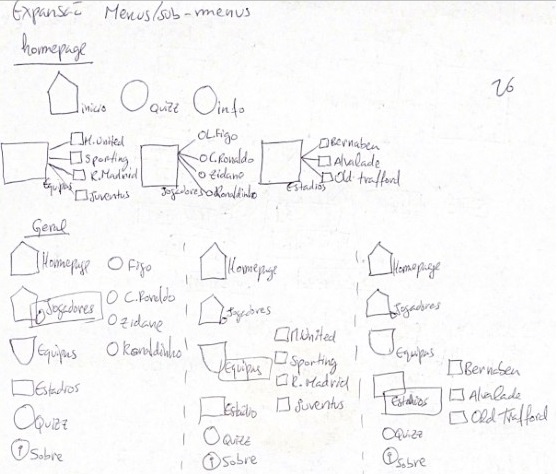 Expansã Menus/sub-menus
homepage
26
inicio Quizz info
M.United
Sporting
R.Madrid
Juventus
Equipas
L.Figo
C.Ronaldo
Zidane
Ronaldinho
Jogadores
Bernabeu
Alvalade
Old trafford
Estadios
Geral
Homepage
Jogadores
Equipas
Estadios
Quizz
i Sobre
Figo
C.Ronaldo
Zidane
Ronaldinho
Homepage
Jogadores
Equipas
Estádio
Quizz
i Sobre
M.United
Sporting
R.Madrid
Juventus
Homepage
Jogadores
Equipas
Estadios
Quizz
i Sobre
Bernabeu
Alvalade
Old Trafford